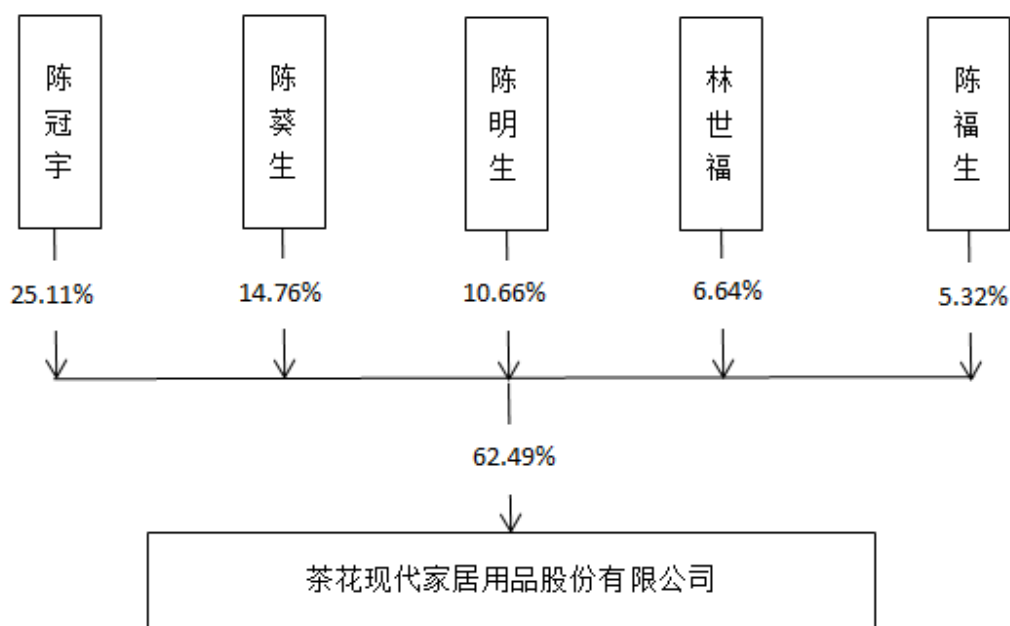 陈冠宇
陈葵生
陈明生
林世福
陈福生
25.11%
14.76%
10.66%
6.64%
5.32%
62.49%
茶花现代家居用品股份有限公司